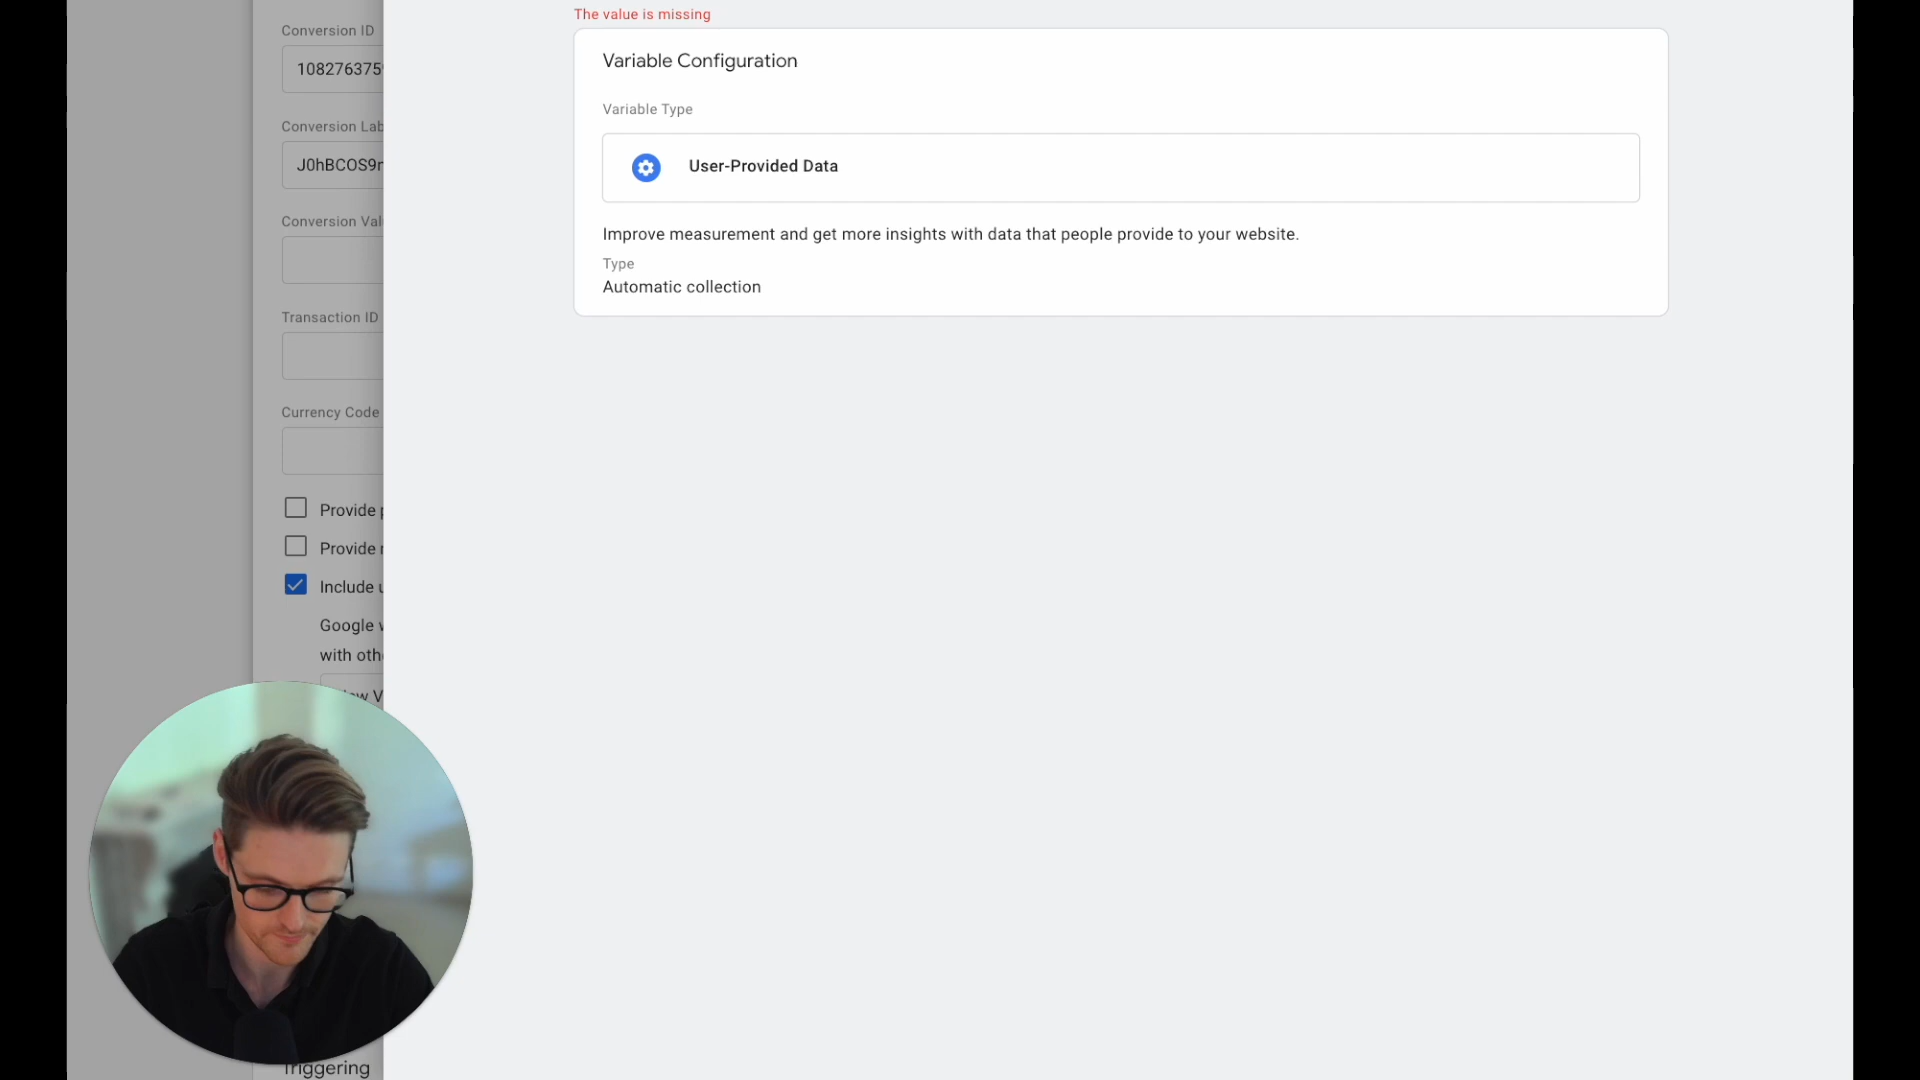 The value is missing
Variable Configuration
Variable Type
User-Provided Data
Improve measurement and get more insights with data that people provide to your website.
Type
Automatic collection
Conversion ID
108276375
Conversion Lab
J0hBCOS9r
Conversion Val
Transaction ID
Currency Code
Provide
Provide
Include
Google
with oth
Triggering